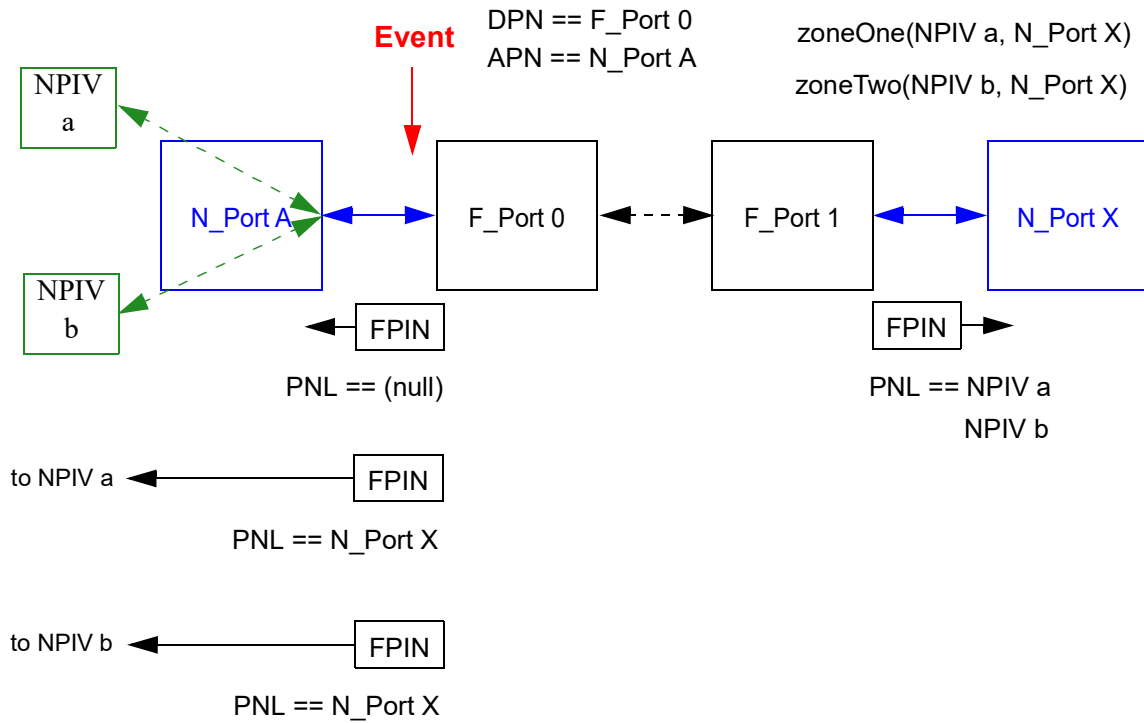 Event
DPN == F_Port 0
APN == N_Port A
zoneOne(NPIV a, N_Port X)
zoneTwo(NPIV b, N_Port X)
NPIV
a
NPIV
b
N_Port A
F_Port 0
F_Port 1
N_Port X
FPIN
PNL == (null)
FPIN
PNL == NPIV a
NPIV b
to NPIV a
FPIN
PNL == N_Port X
to NPIV b
FPIN
PNL == N_Port X